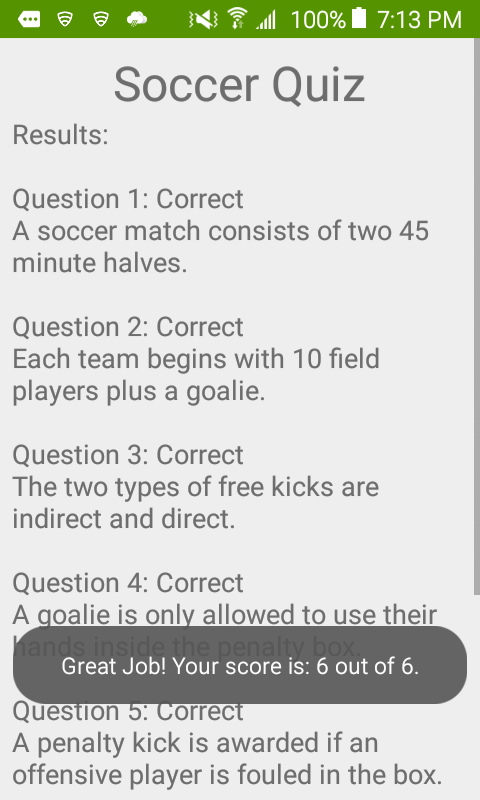 100% 7:13 PM
Soccer Quiz
Results:
Question 1: Correct
A soccer match consists of two 45
minute halves.
Question 2: Correct
Each team begins with 10 field
players plus a goalie.
Question 3: Correct
The two types of free kicks are
indirect and direct.
Question 4: Correct
A goalie is only allowed to use their
hands inside the penalty box.
Great Job! Your score is: 6 out of 6.
Question 5: Correct
A penalty kick is awarded if an
offensive player is fouled in the box.